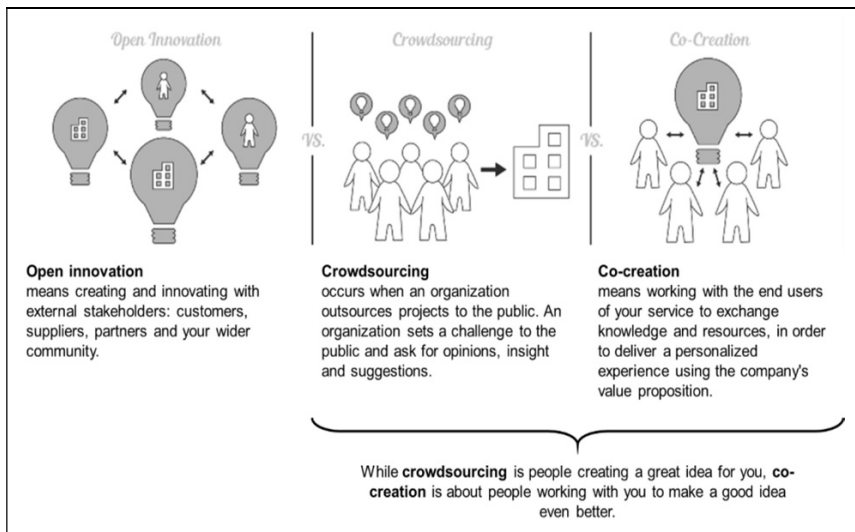 Open Innovation
VS.
Crowdsourcing
VS.
Co-Creation
Open innovation
means creating and innovating with
external stakeholders: customers,
suppliers, partners and your wider
community.
Crowdsourcing
occurs when an organization
outsources projects to the public. An
organization sets a challenge to the
public and ask for opinions, insight
and suggestions.
Co-creation
means working with the end users
of your service to exchange
knowledge and resources, in order
to deliver a personalized
experience using the company's
value proposition.
While crowdsourcing is people creating a great idea for you, co-
creation is about people working with you to make a good idea
even better.